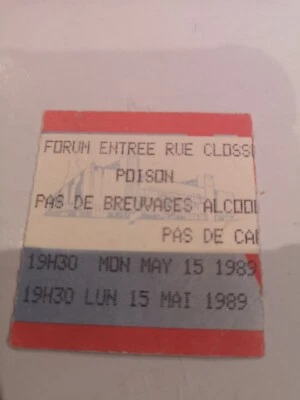 FORUM ENTREE RUE CLOSS
POISON
PAS DE BREUVAGES ALCOOL
PAS DE CA
19H30 MON MAY 15 1989
19H30 LUN 15 MAI 1989